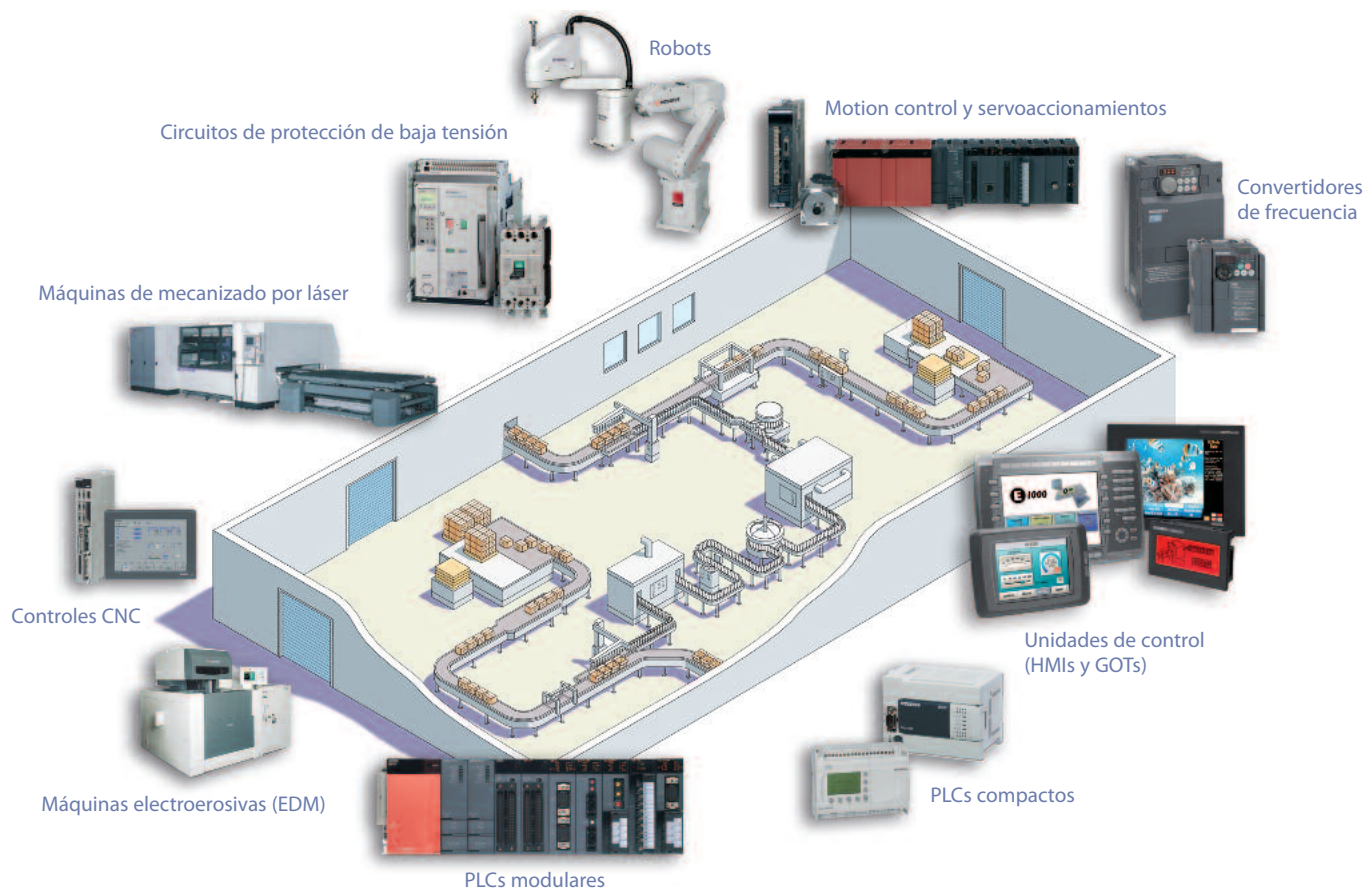 Robots
Motion control y servoaccionamientos
Circuitos de protección de baja tensión
Convertidores
de frecuencia
Máquinas de mecanizado por láser
E1000
Controles CNC
Unidades de control
(HMIs y GOTs)
Máquinas electroerosivas (EDM)
PLCs compactos
PLCs modulares